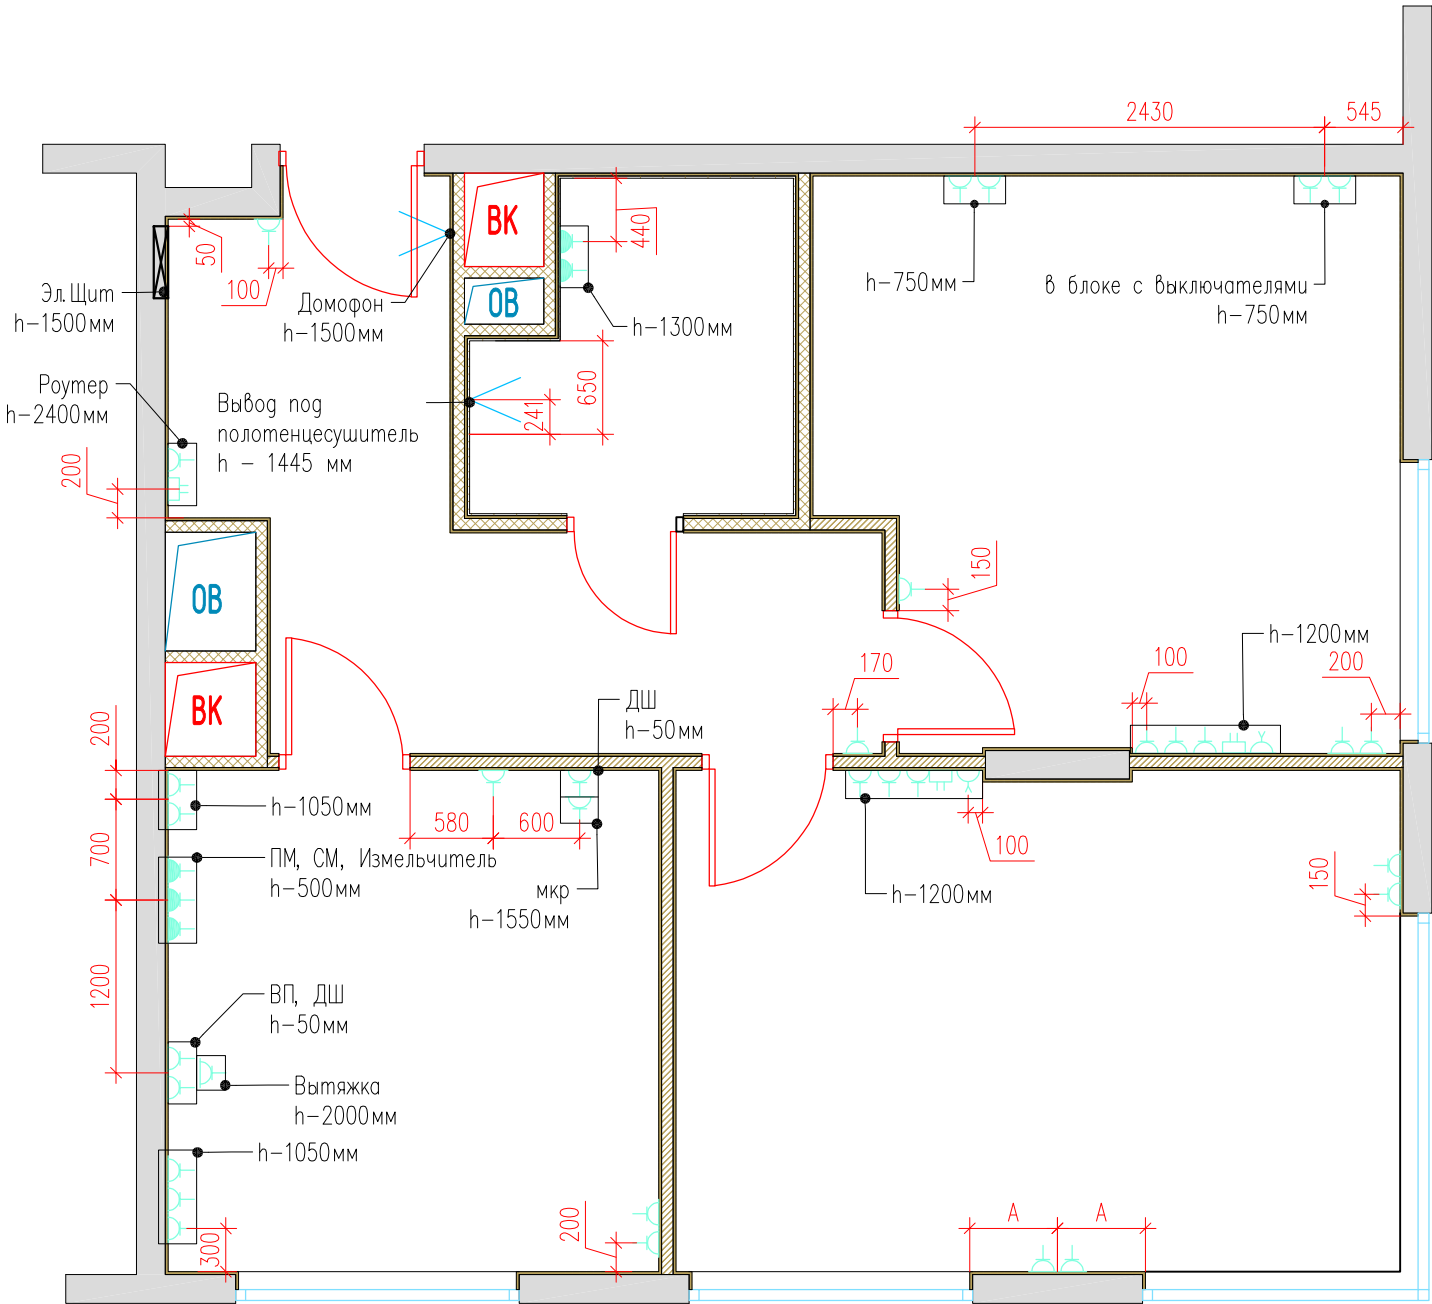 2430
545
ВК
440
50
100
Эл.Щит
h-1500мм
Домофон
h-1500мм
ОВ
h-1300мм
h-750мм
в блоке с выключателями
h-750мм
Роутер
h-2400мм
Вывод под
полотенцесушитель
h - 1445 мм
650
241
200
ОВ
150
h-1200мм
170
100
200
ВК
ДШ
h-50мм
200
h-1050мм
580
600
700
ПМ, СМ, Измельчитель
h-500мм
мкр
h-1550мм
100
h-1200мм
150
1200
ВП, ДШ
h-50мм
Вытяжка
h-2000мм
h-1050мм
300
200
А
А